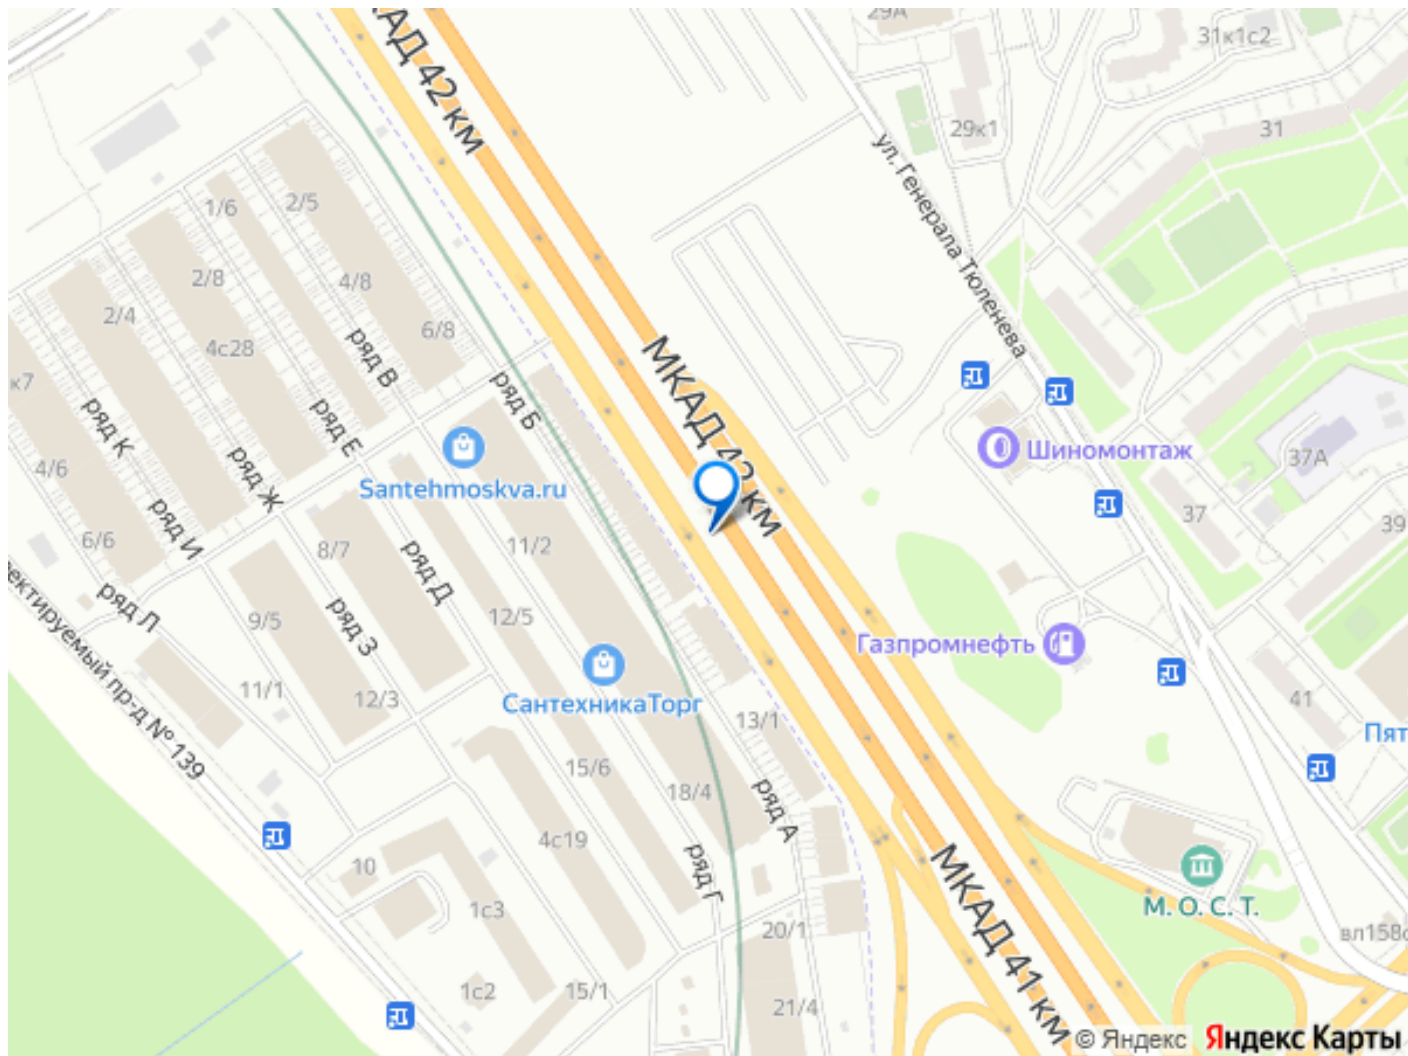 МКАД 42 км
29А
31к1с2
29к1
31
ул. Генерала Тюленева
1/6
2/5
2/8
4/8
2/4
4с28
6/8
к7
ряд В
ряд Б
ряд К
ряд Е
ряд Ж
4/6
ряд И
6/6
Santehmoskva.ru
МКАД 42 км
Шиномонтаж
37А
37
39
8/7
11/2
ряд Д
ряд Л
9/5
ряд З
12/5
11/1
12/3
Газпромнефть
СантехникаТорг
13/1
41
Пят
ектируемый пр-д № 139
15/6
18/4
ряд А
4с19
10
ряд Г
1с3
МКАД 41 км
М. О. С. Т.
20/1
вл158с
1с2
15/1
21/4
© Яндекс Яндекс Карты